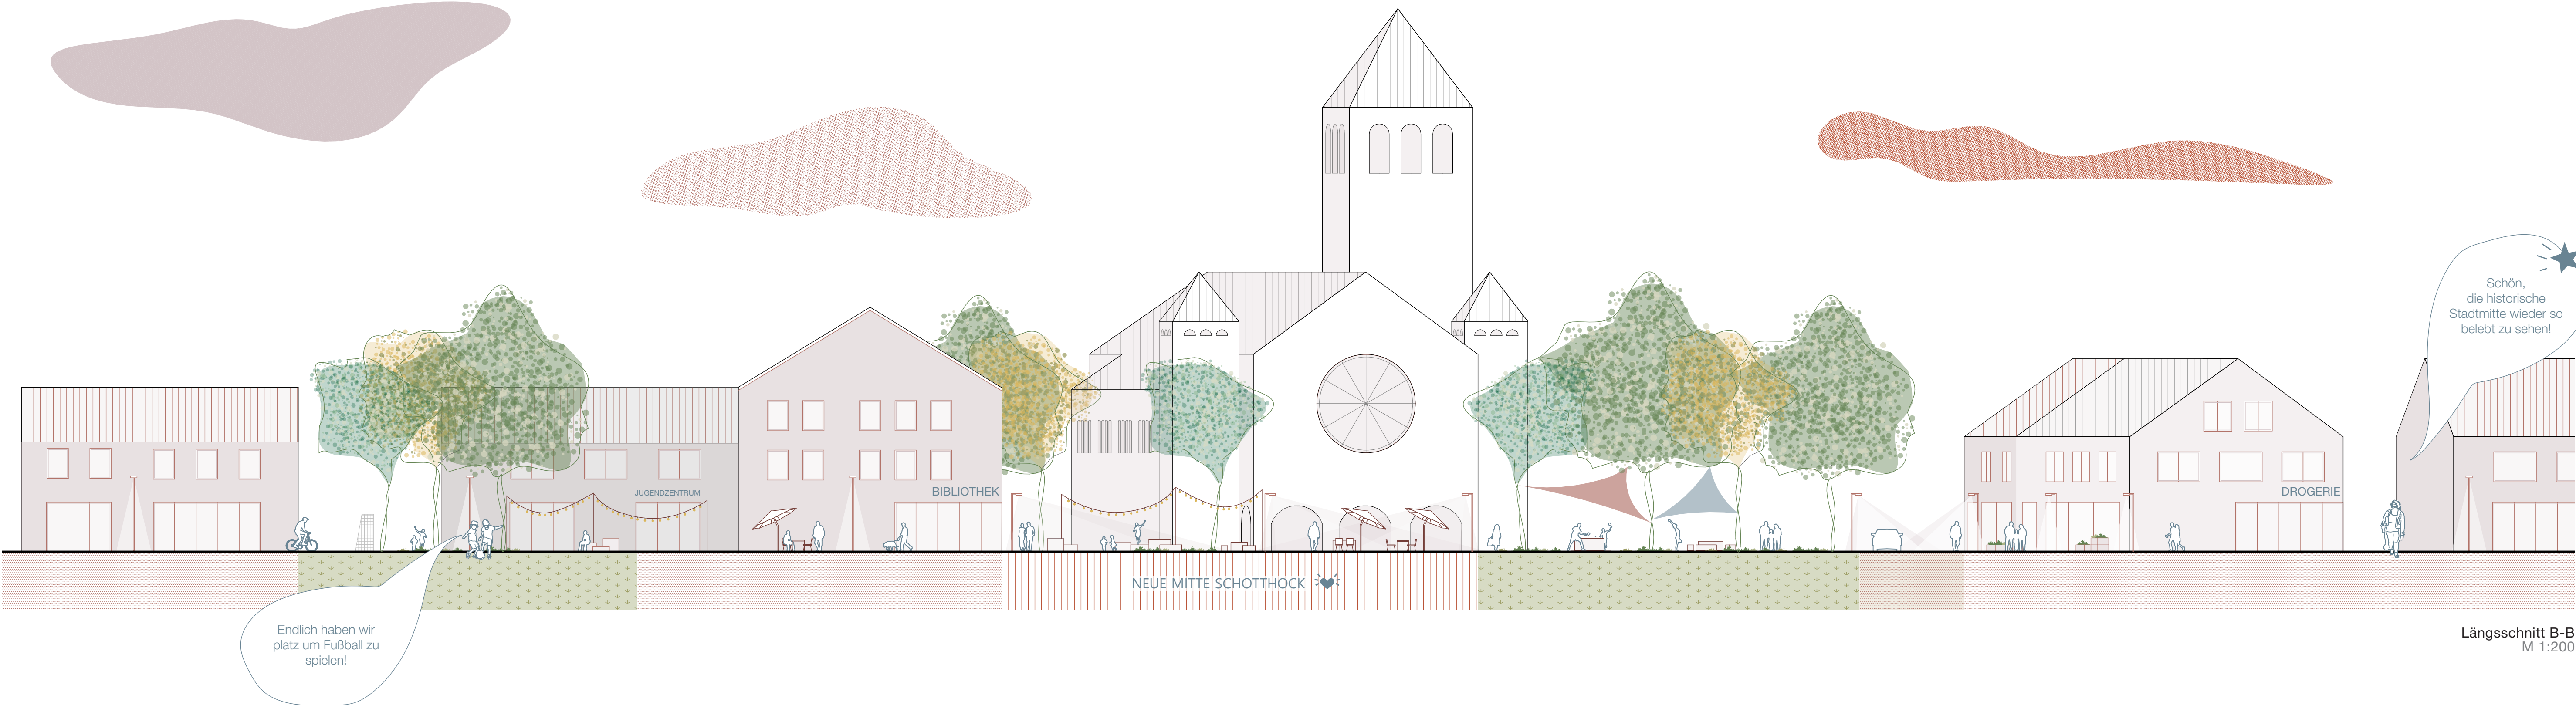 Schön,
die historische
Stadtmitte wieder so
belebt zu sehen!
JUGENDZENTRUM
BIBLIOTHEK
DROGERIE
NEUE MITTE SCHOTTHOCK
Endlich haben wir
platz um Fußball zu
spielen!
Längsschnitt B-B
M 1:200